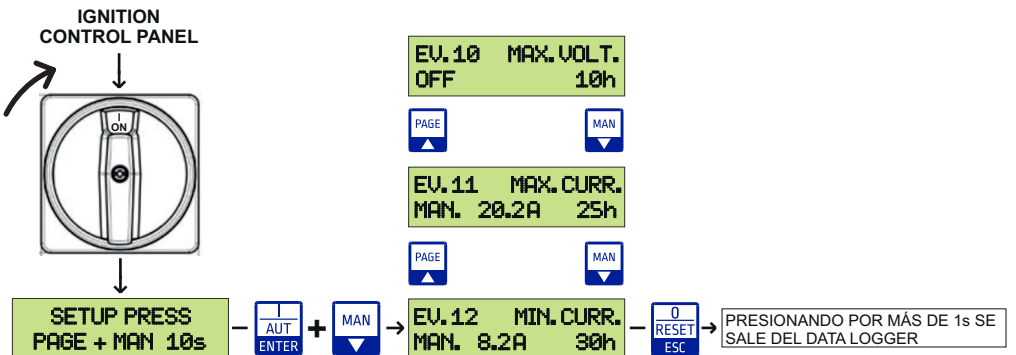 IGNITION
CONTROL PANEL
I
ON
SETUP PRESS
PAGE + MAN 10s
–
I
AUT
ENTER
+
MAN
EV.10 MAX.VOLT.
OFF 10h
PAGE
MAN
EV.11 MAX.CURR.
MAN. 20.2A 25h
PAGE
MAN
EV.12 MIN.CURR.
MAN. 8.2A 30h
–
0
RESET
ESC
PRESIONANDO POR MÁS DE 1s SE
SALE DEL DATA LOGGER